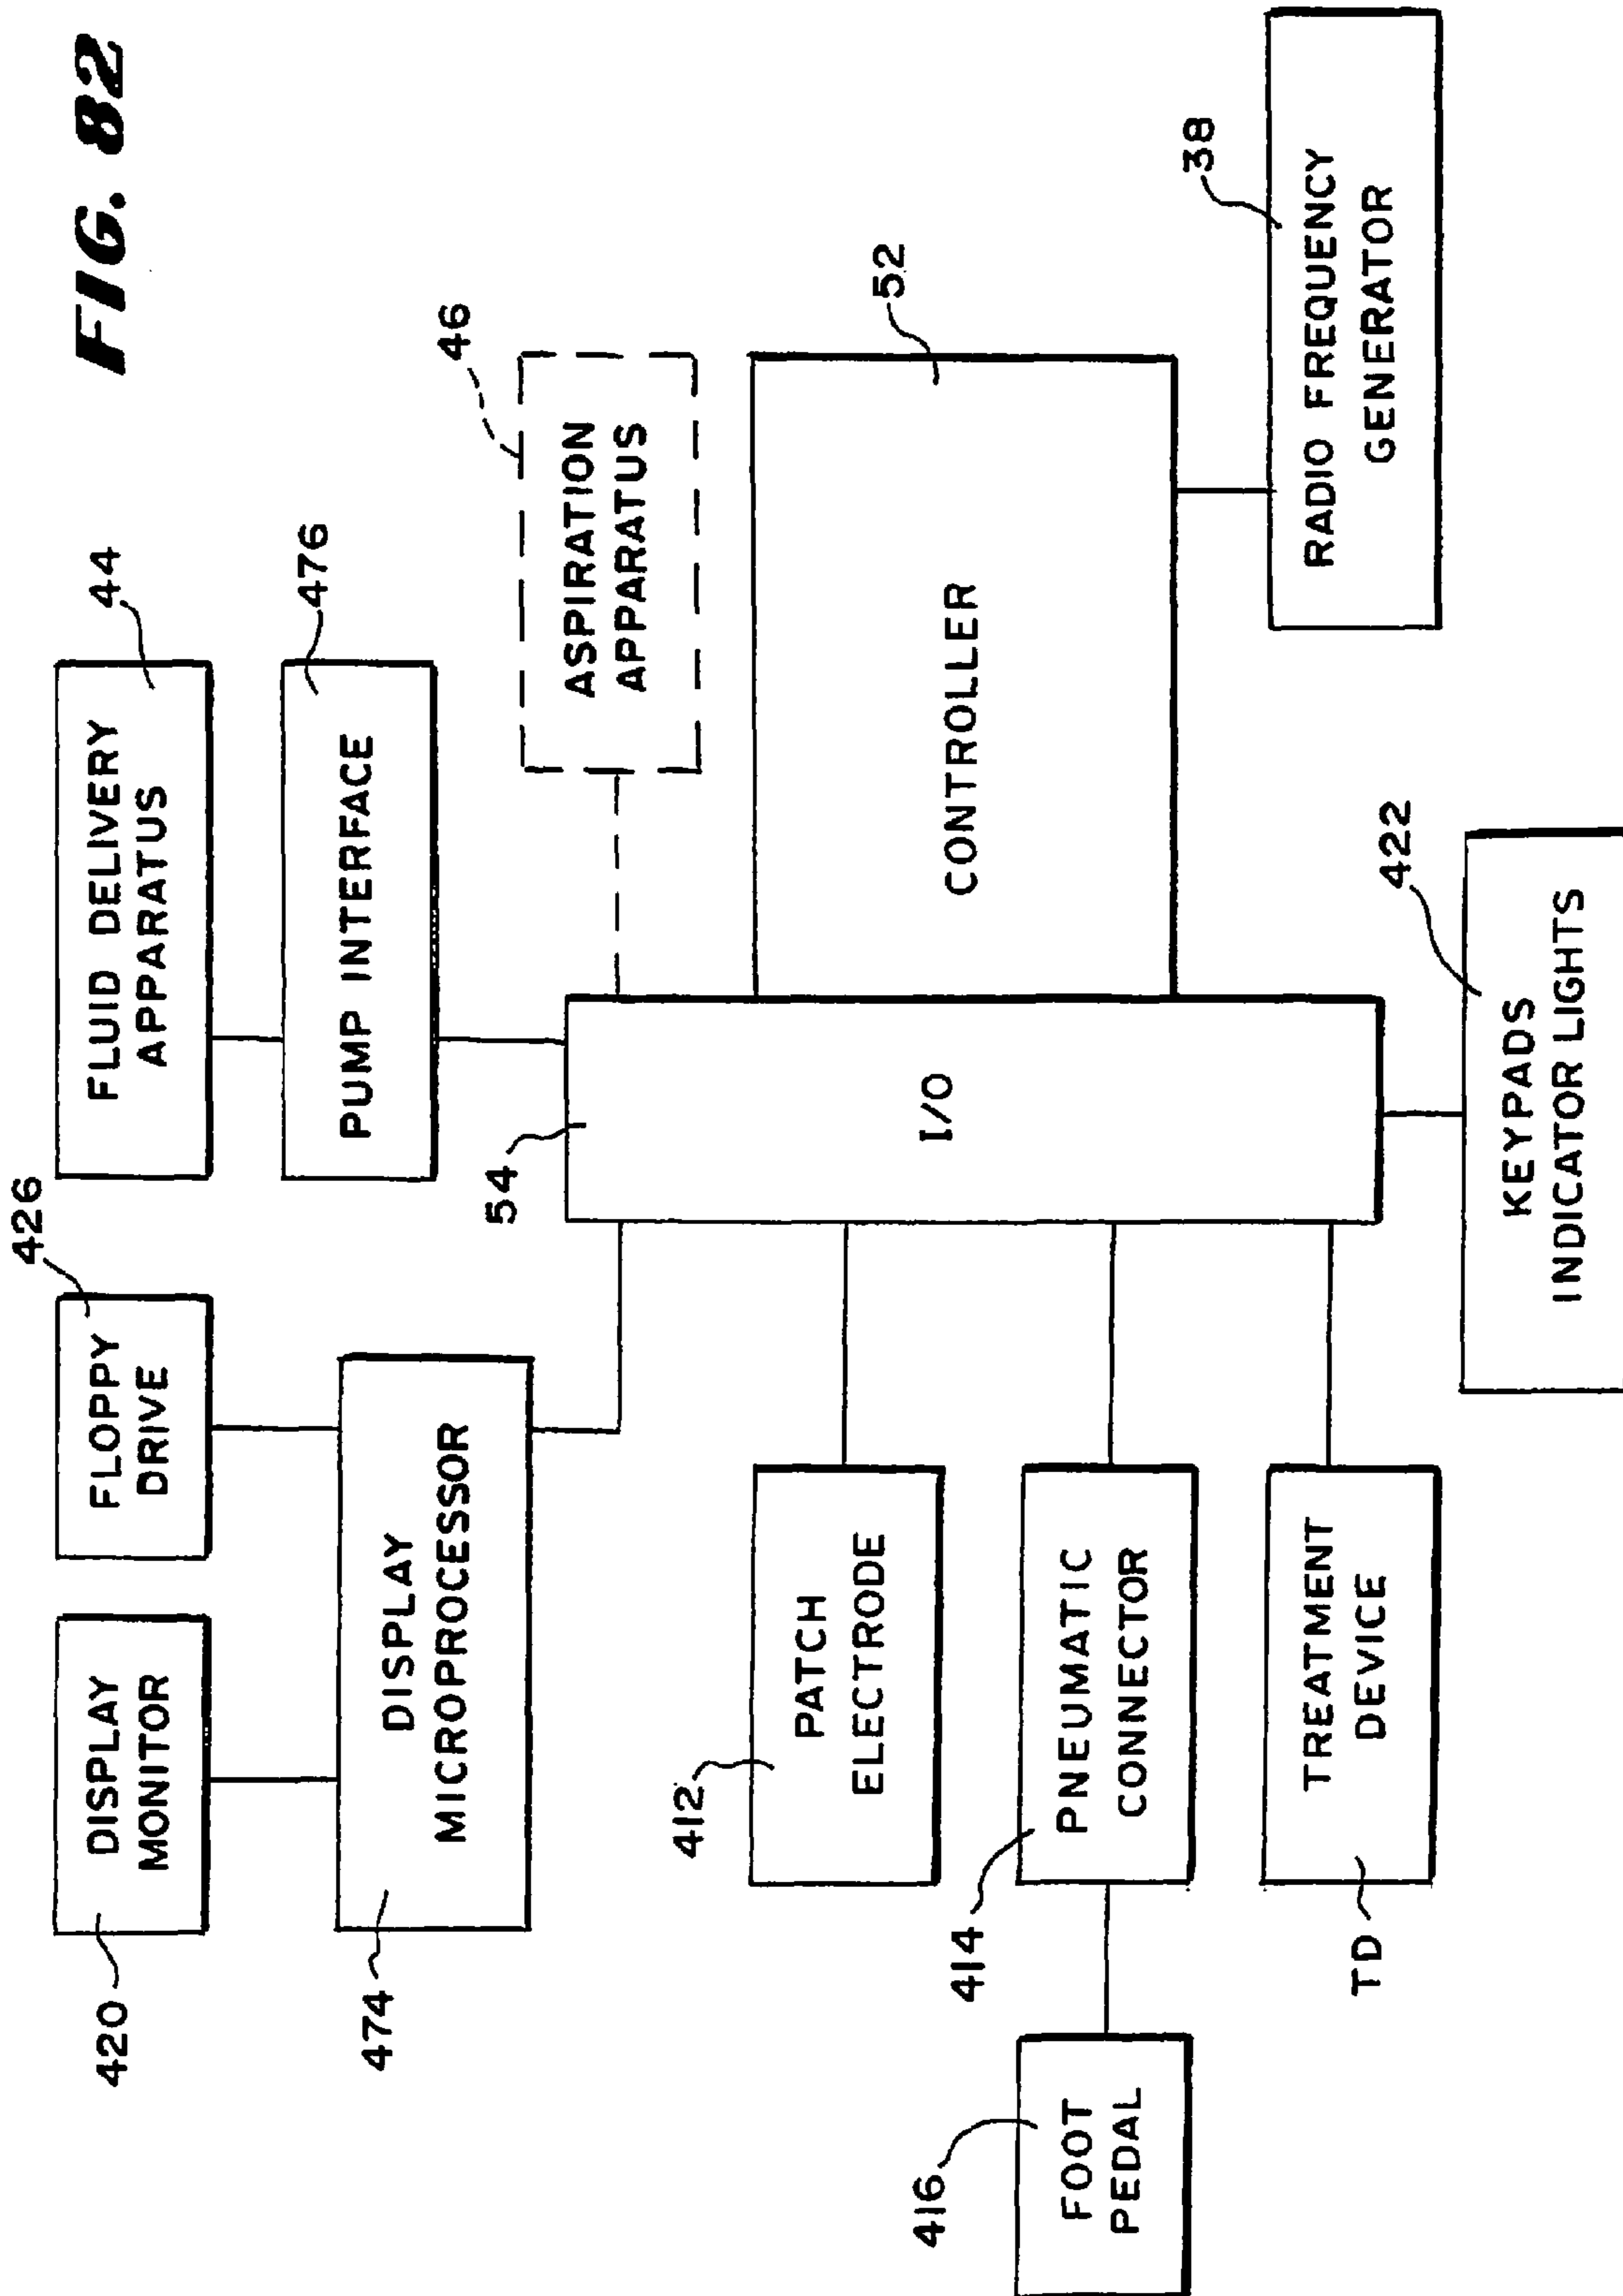 FIG. 82
420
DISPLAY
MONITOR
426
FLOPPY
DRIVE
44
FLUID DELIVERY
APPARATUS
474
DISPLAY
MICROPROCESSOR
476
PUMP INTERFACE
46
ASPIRATION
APPARATUS
54
I/O
52
CONTROLLER
412
PATCH
ELECTRODE
416
FOOT
PEDAL
414
PNEUMATIC
CONNECTOR
TD
TREATMENT
DEVICE
422
KEYPADS
INDICATOR LIGHTS
38
RADIO FREQUENCY
GENERATOR